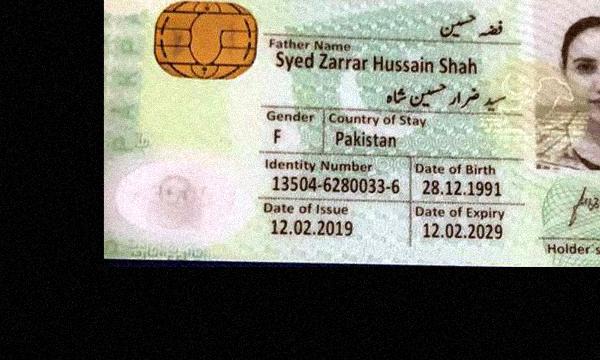 فضہ حسین
Father Name
Syed Zarrar Hussain Shah
سید ضرار حسین شاہ
Gender Country of Stay
F Pakistan
Identity Number Date of Birth
13504-6280033-6 28.12.1991
Date of Issue Date of Expiry
12.02.2019 12.02.2029
Holder's